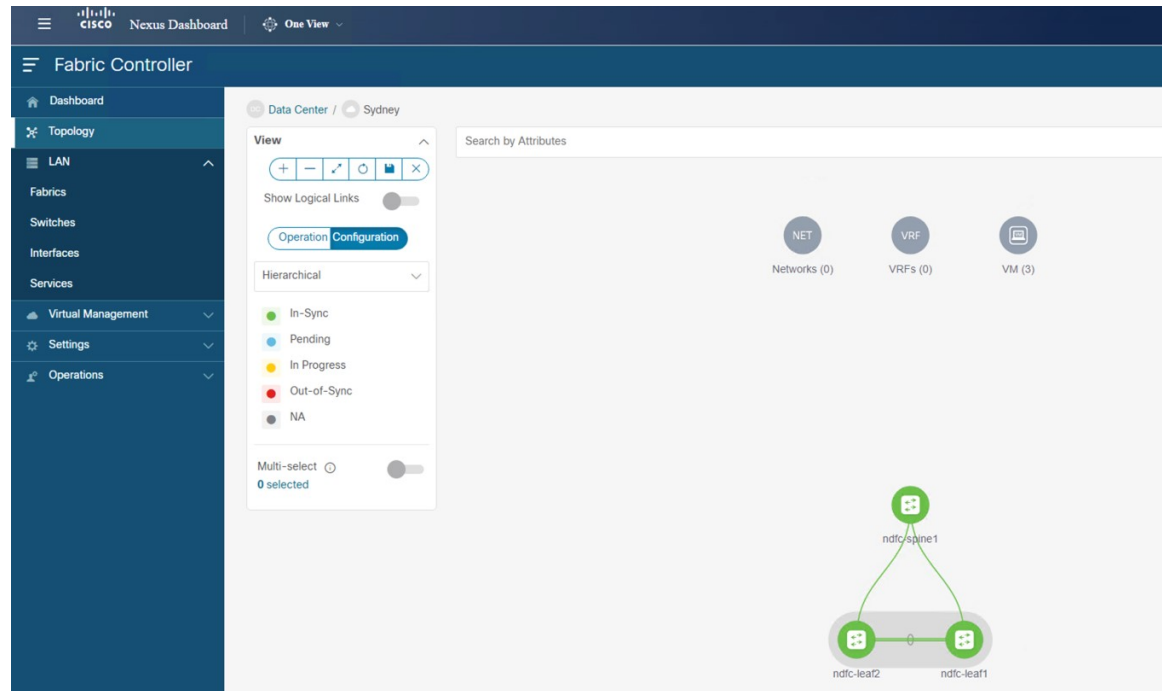 CISCO Nexus Dashboard One View
Fabric Controller
Dashboard
Topology
LAN
Fabrics
Switches
Interfaces
Services
Virtual Management
Settings
Operations
Data Center / Sydney
View
Show Logical Links
Operation Configuration
Hierarchical
In-Sync
Pending
In Progress
Out-of-Sync
NA
Multi-select
0 selected
Search by Attributes
NET VRF
Networks (0) VRFs (0) VM (3)
ndfc-spine1
0
ndfc-leaf2 ndfc-leaf1